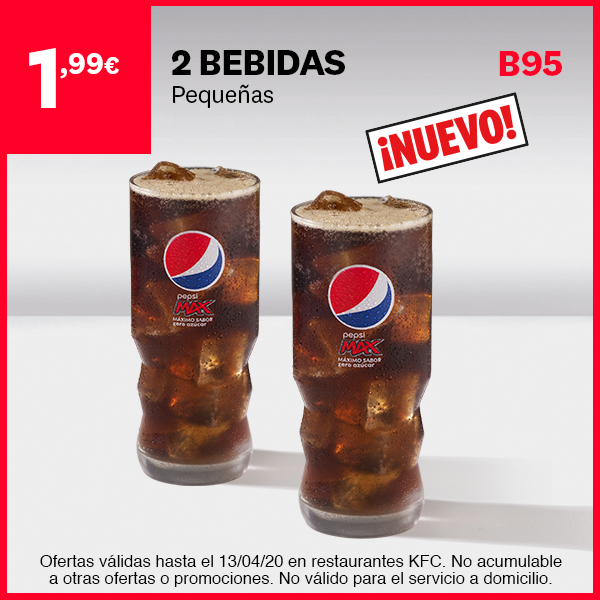 1,99€
2 BEBIDAS
Pequeñas
B95
¡NUEVO!
pepsi
MAX
MÁXIMO SABOR
zero azúcar
pepsi
MAX
MÁXIMO SABOR
zero azúcar
Ofertas válidas hasta el 13/04/20 en restaurantes KFC. No acumulable
a otras ofertas o promociones. No válido para el servicio a domicilio.